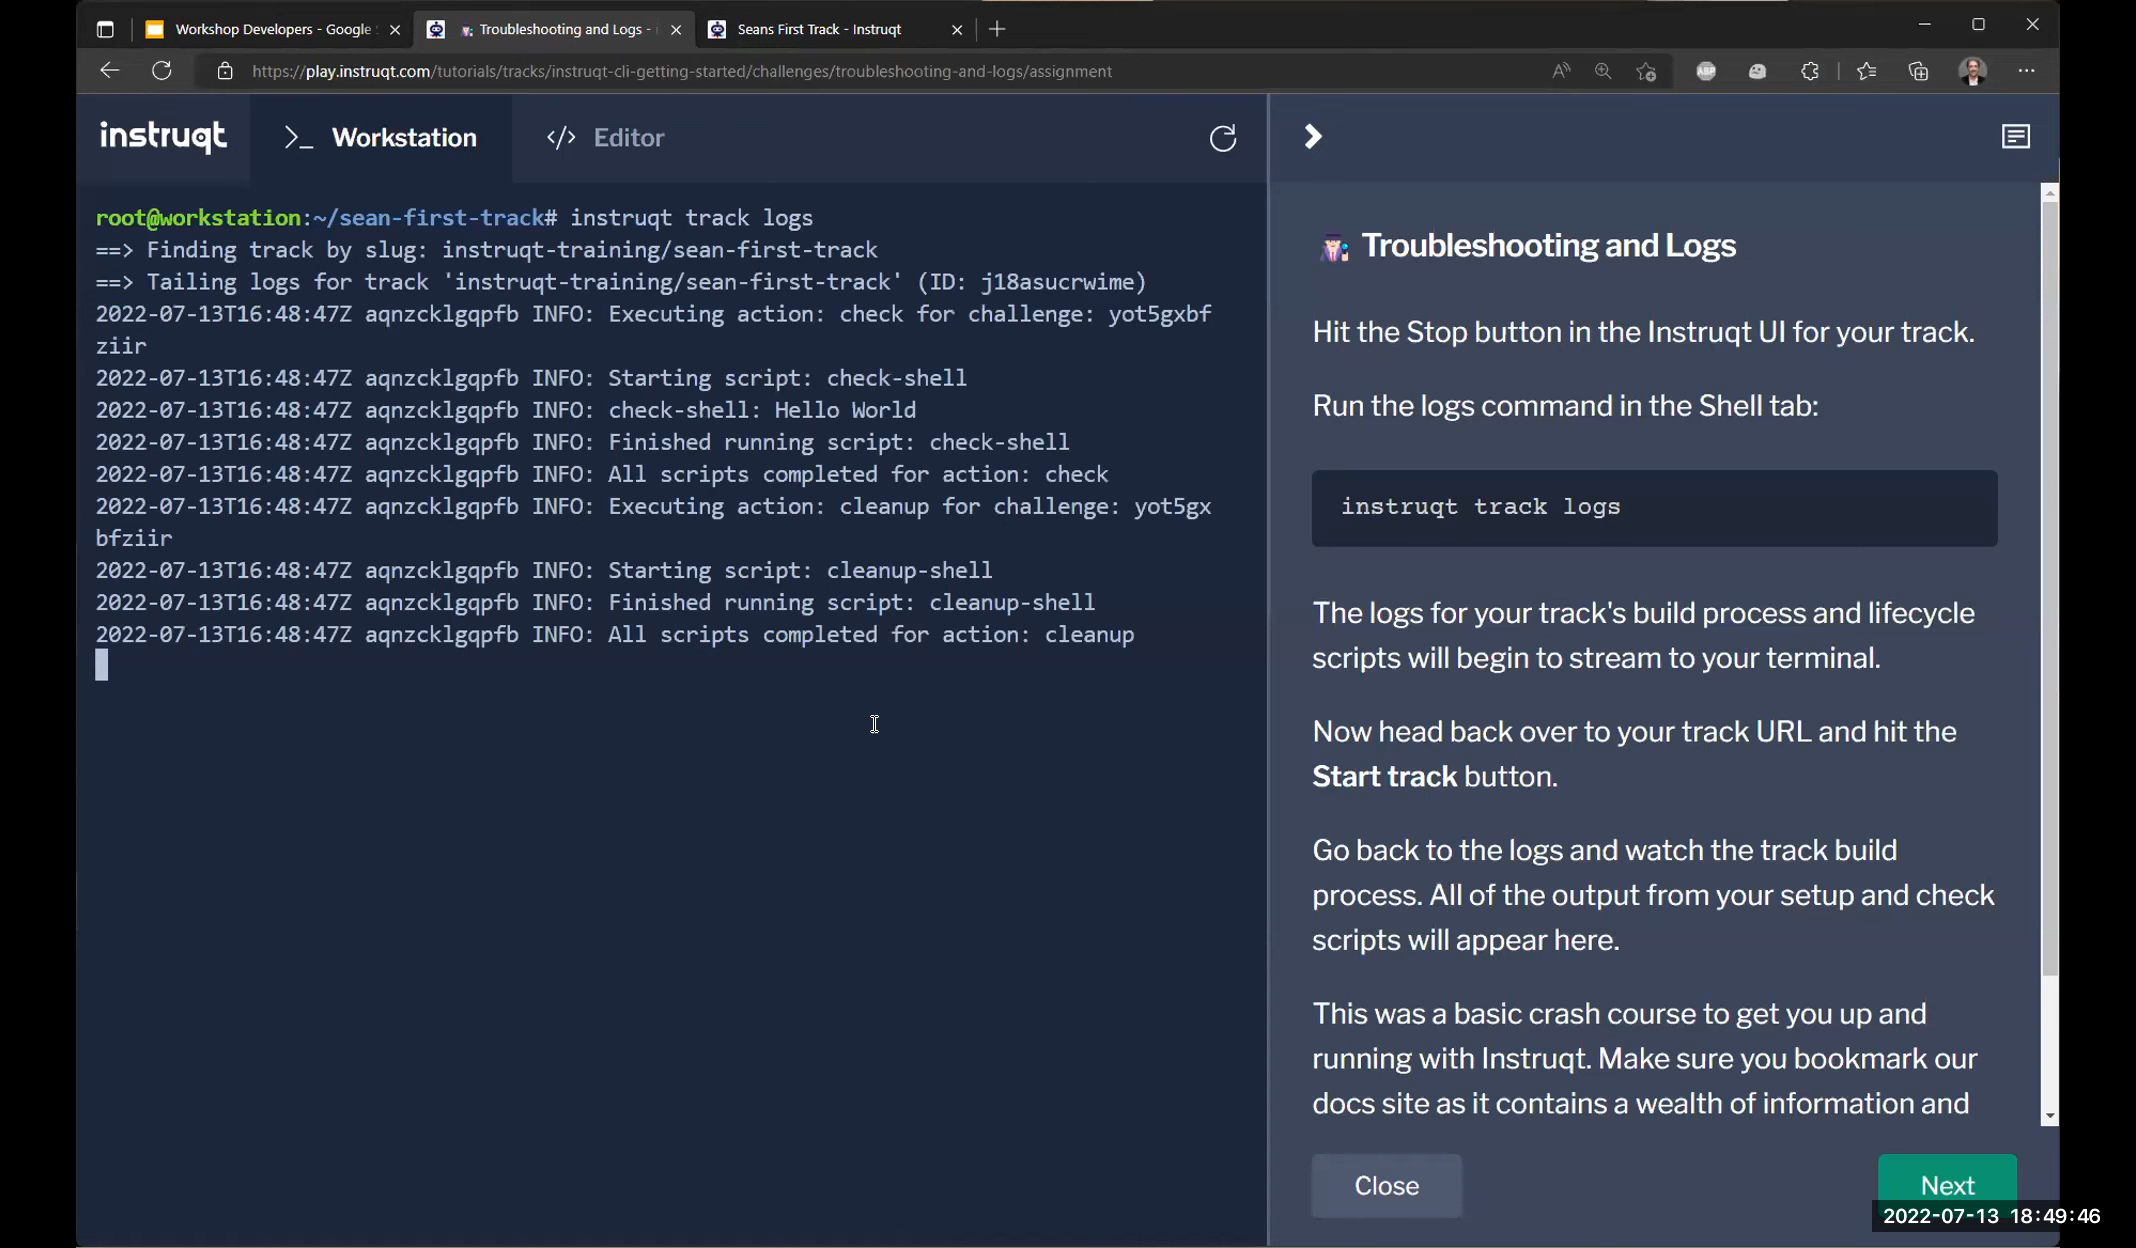 Workshop Developers - Google
Troubleshooting and Logs -
Seans First Track - Instruqt
https://play.instruqt.com/tutorials/tracks/instruqt-cli-getting-started/challenges/troubleshooting-and-logs/assignment
ABP
instruqt
>_ Workstation
</> Editor
root@workstation:~/sean-first-track# instruqt track logs
==> Finding track by slug: instruqt-training/sean-first-track
==> Tailing logs for track 'instruqt-training/sean-first-track' (ID: j18asucrwime)
2022-07-13T16:48:47Z aqnzcklgqpfb INFO: Executing action: check for challenge: yot5gxbf
ziir
2022-07-13T16:48:47Z aqnzcklgqpfb INFO: Starting script: check-shell
2022-07-13T16:48:47Z aqnzcklgqpfb INFO: check-shell: Hello World
2022-07-13T16:48:47Z aqnzcklgqpfb INFO: Finished running script: check-shell
2022-07-13T16:48:47Z aqnzcklgqpfb INFO: All scripts completed for action: check
2022-07-13T16:48:47Z aqnzcklgqpfb INFO: Executing action: cleanup for challenge: yot5gx
bfziir
2022-07-13T16:48:47Z aqnzcklgqpfb INFO: Starting script: cleanup-shell
2022-07-13T16:48:47Z aqnzcklgqpfb INFO: Finished running script: cleanup-shell
2022-07-13T16:48:47Z aqnzcklgqpfb INFO: All scripts completed for action: cleanup
Troubleshooting and Logs
Hit the Stop button in the Instruqt UI for your track.
Run the logs command in the Shell tab:
instruqt track logs
The logs for your track's build process and lifecycle
scripts will begin to stream to your terminal.
Now head back over to your track URL and hit the
Start track button.
Go back to the logs and watch the track build
process. All of the output from your setup and check
scripts will appear here.
This was a basic crash course to get you up and
running with Instruqt. Make sure you bookmark our
docs site as it contains a wealth of information and
Close
Next
2022-07-13 18:49:46